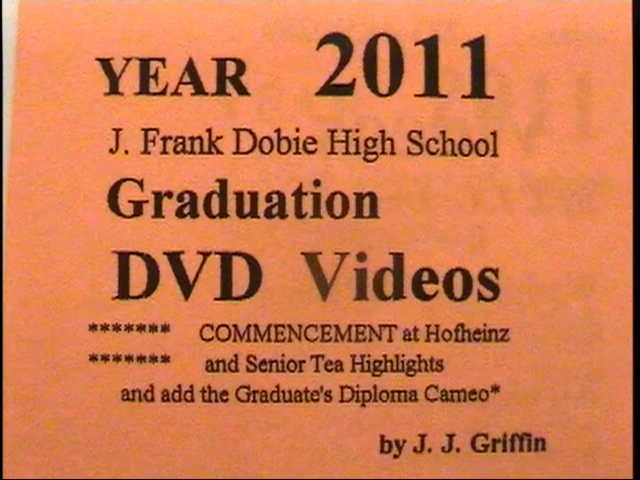 YEAR 2011
J. Frank Dobie High School
Graduation
DVD Videos
******* COMMENCEMENT at Hofheinz
******* and Senior Tea Highlights
and add the Graduate's Diploma Cameo*
by J. J. Griffin